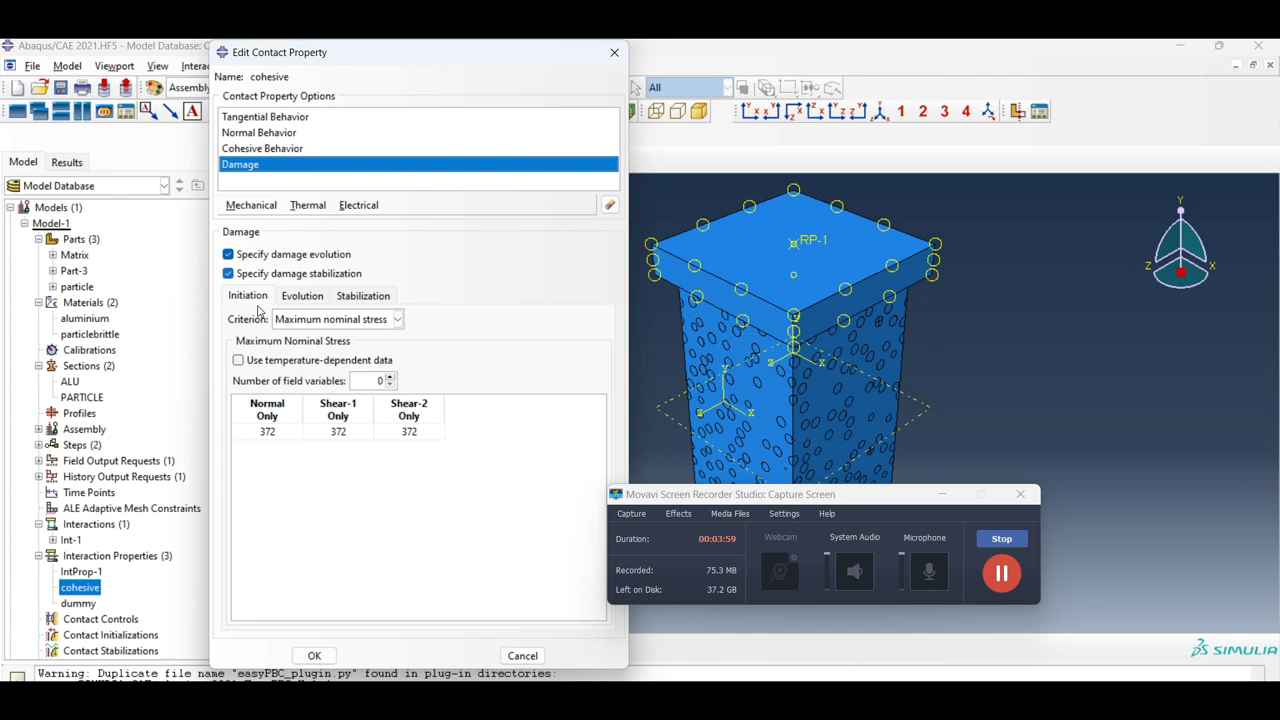 Abaqus/CAE 2021.HF5 - Model Database: C
File Model Viewport View Interac
Assembly
All
1 2 3 4
A
A
Model Results
Model Database
Models (1)
Model-1
Parts (3)
Matrix
Part-3
particle
Materials (2)
aluminium
particlebrittle
Calibrations
Sections (2)
ALU
PARTICLE
Profiles
Assembly
Steps (2)
Field Output Requests (1)
History Output Requests (1)
Time Points
ALE Adaptive Mesh Constraints
Interactions (1)
Int-1
Interaction Properties (3)
IntProp-1
cohesive
dummy
Contact Controls
Contact Initializations
Contact Stabilizations
Edit Contact Property
Name: cohesive
Contact Property Options
Tangential Behavior
Normal Behavior
Cohesive Behavior
Damage
Mechanical Thermal Electrical
Damage
Specify damage evolution
Specify damage stabilization
Initiation Evolution Stabilization
Criterion: Maximum nominal stress
Maximum Nominal Stress
Use temperature-dependent data
Number of field variables: 0
Normal Only Shear-1 Only Shear-2 Only
372 372 372
OK Cancel
RP-1
Y
Z X
Y
Z X
Y
Z X
Movavi Screen Recorder Studio: Capture Screen
Capture Effects Media Files Settings Help
Duration: 00:03:59
Recorded: 75.3 MB
Left on Disk: 37.2 GB
Webcam System Audio Microphone
Stop
SIMULIA
Warning: Duplicate file name "easyPBC_plugin.py" found in plug-in directories: